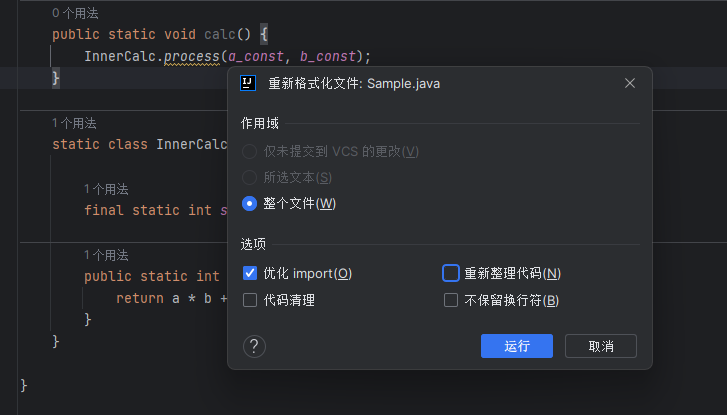 0 个用法
public static void calc() {
InnerCalc.process(a_const, b_const);
}
IJ 重新格式化文件: Sample.java
作用域
1 个用法
仅未提交到 VCS 的更改(V)
static class InnerCalc
所选文本(S)
1 个用法
整个文件(W)
final static int s
选项
1 个用法
public static int
优化 import(O) 重新整理代码(N)
return a * b +
代码清理 不保留换行符(B)
}
}
? 运行 取消
}